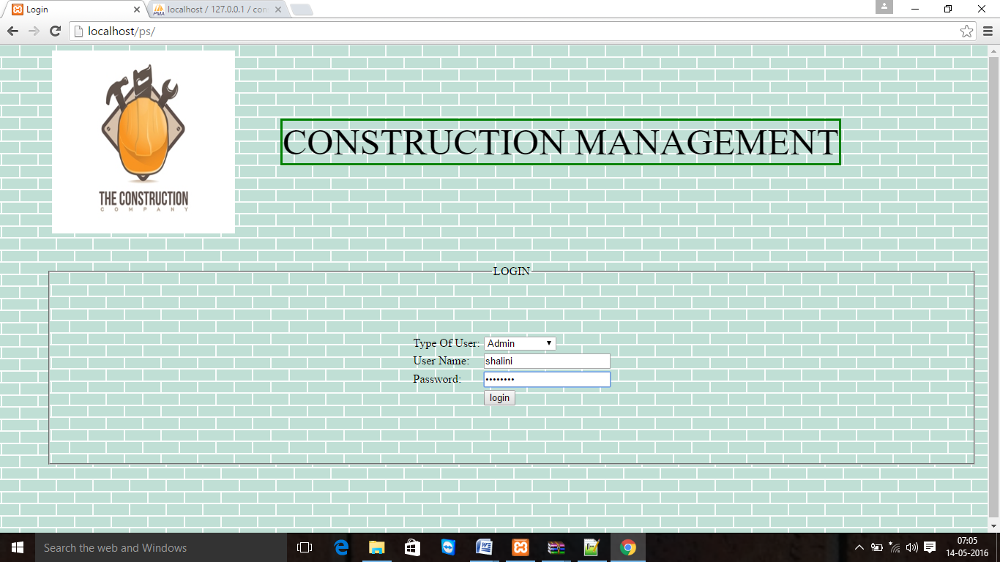 Login
localhost / 127.0.0.1 / con
localhost/ps/
THE CONSTRUCTION
COMPANY
CONSTRUCTION MANAGEMENT
LOGIN
Type Of User: Admin
User Name: shalini
Password: ••••••••
login
Search the web and Windows
07:05
14-05-2016